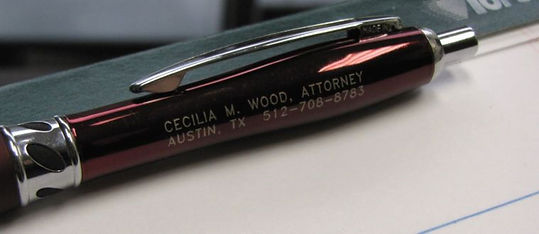 CECILIA M. WOOD, ATTORNEY
AUSTIN, TX 512-708-8783